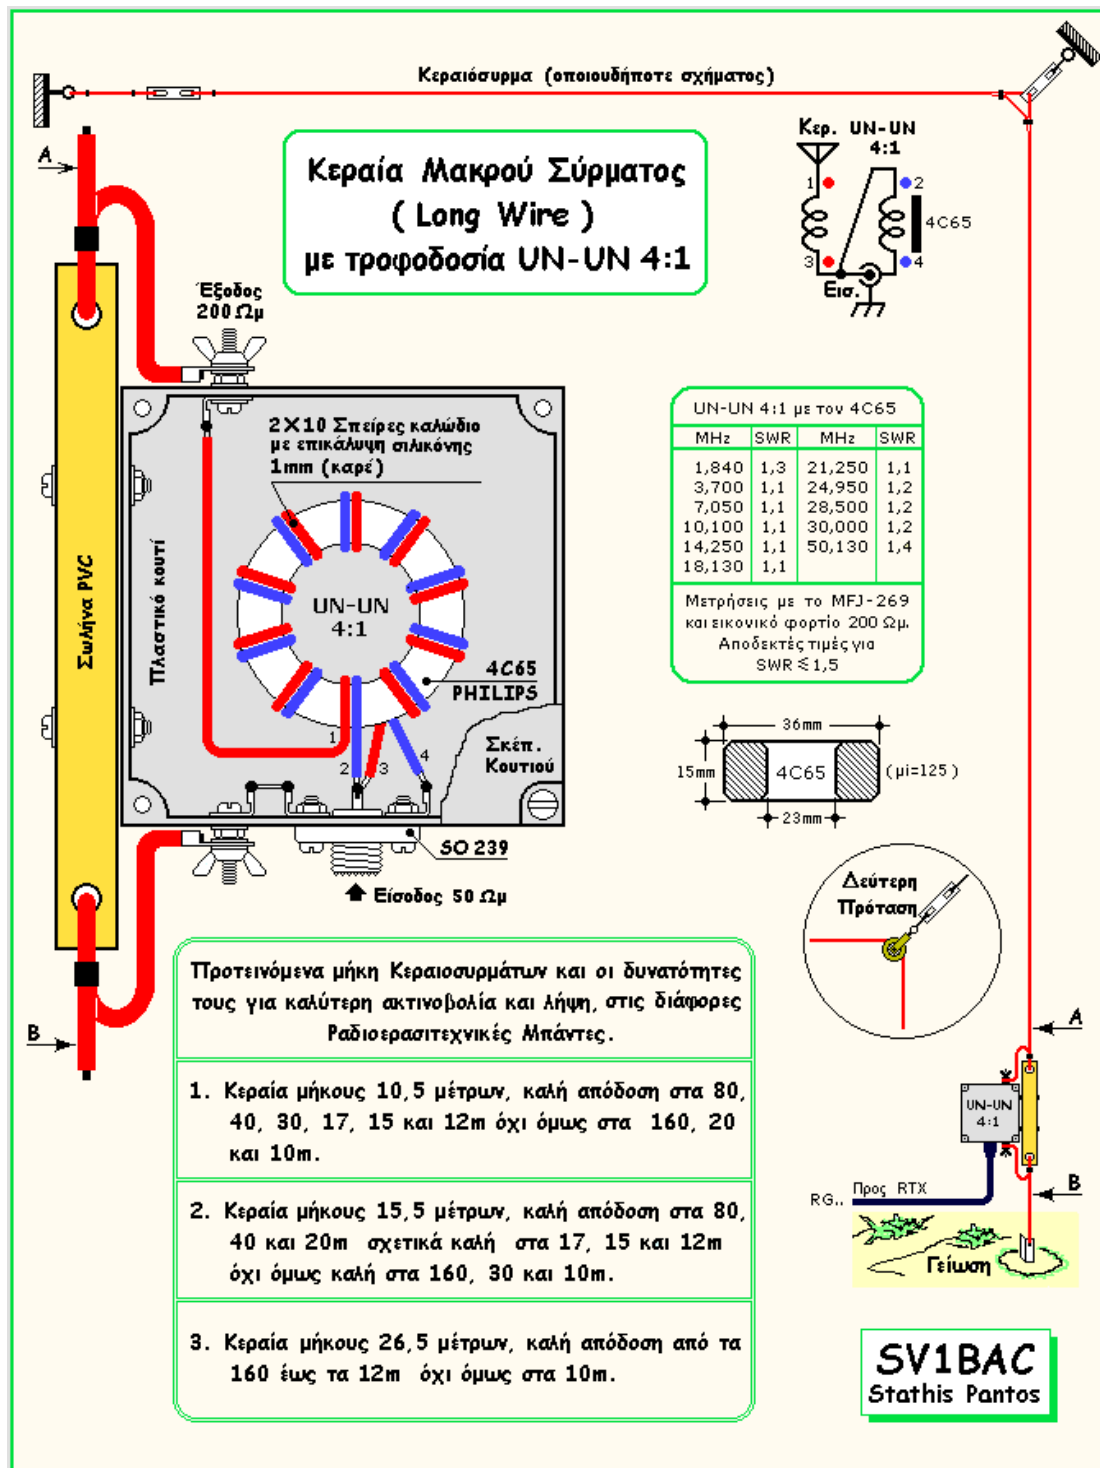 Κεραιόσυρμα (οποιουδήποτε σχήματος)
A
Κεραία Μακρού Σύρματος
( Long Wire )
με τροφοδοσία UN-UN 4:1
Κερ. UN-UN
4:1
1
2
4C65
3
4
Εισ.
Έξοδος
200 Ωμ
2X10 Σπείρες καλώδιο
με επικάλυψη σιλικόνης
1mm (καρέ)
Σωλήνα PVC
Πλαστικό κουτί
UN-UN
4:1
4C65
PHILIPS
1
2
3
4
Σκέπ.
Κουτιού
SO 239
Είσοδος 50 Ωμ
B
UN-UN 4:1 με τον 4C65
MHz SWR MHz SWR
1,840 1,3 21,250 1,1
3,700 1,1 24,950 1,2
7,050 1,1 28,500 1,2
10,100 1,1 30,000 1,2
14,250 1,1 50,130 1,4
18,130 1,1
Μετρήσεις με το MFJ-269
και εικονικό φορτίο 200 Ωμ.
Αποδεκτές τιμές για
SWR ≤ 1,5
36mm
15mm
4C65
(μi=125)
23mm
Δεύτερη
Πρόταση
A
UN-UN
4:1
Προς RTX
RG..
B
Γείωση
Προτεινόμενα μήκη Κεραιοσυρμάτων και οι δυνατότητες
τους για καλύτερη ακτινοβολία και λήψη, στις διάφορες
Ραδιοερασιτεχνικές Μπάντες.
1. Κεραία μήκους 10,5 μέτρων, καλή απόδοση στα 80,
40, 30, 17, 15 και 12m όχι όμως στα 160, 20
και 10m.
2. Κεραία μήκους 15,5 μέτρων, καλή απόδοση στα 80,
40 και 20m σχετικά καλή στα 17, 15 και 12m
όχι όμως καλή στα 160, 30 και 10m.
3. Κεραία μήκους 26,5 μέτρων, καλή απόδοση από τα
160 έως τα 12m όχι όμως στα 10m.
SV1BAC
Stathis Pantos